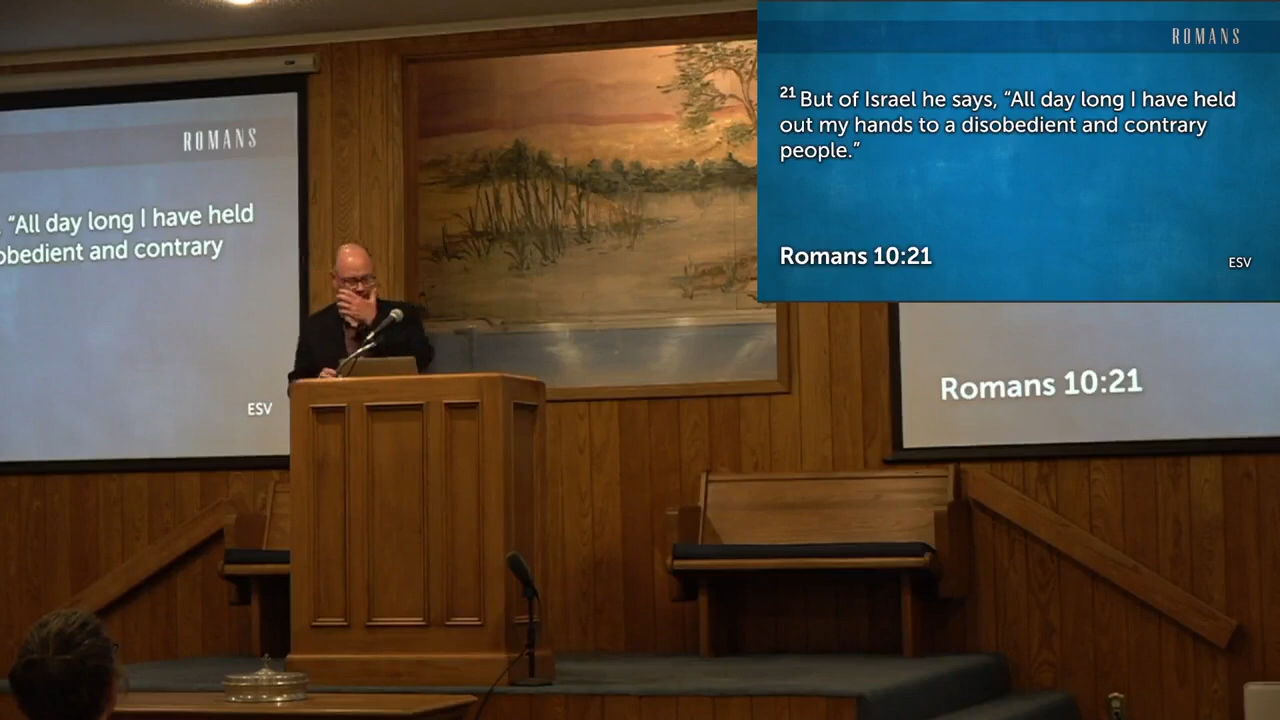 ROMANS
"All day long I have held
obedient and contrary
ESV
ROMANS
21 But of Israel he says, “All day long I have held
out my hands to a disobedient and contrary
people.”
Romans 10:21
ESV
Romans 10:21